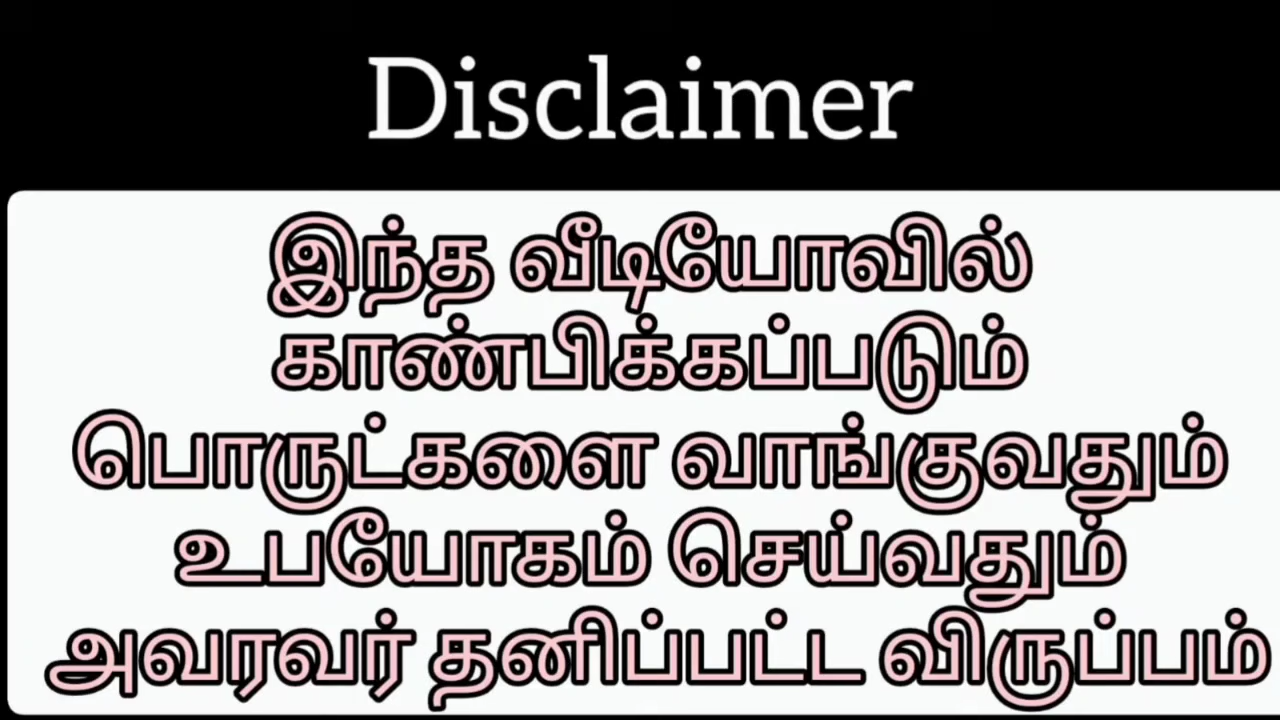 Disclaimer
இந்த வீடியோவில்
காண்பிக்கப்படும்
பொருட்களை வாங்குவதும்
உபயோகம் செய்வதும்
அவரவர் தனிப்பட்ட விருப்பம்